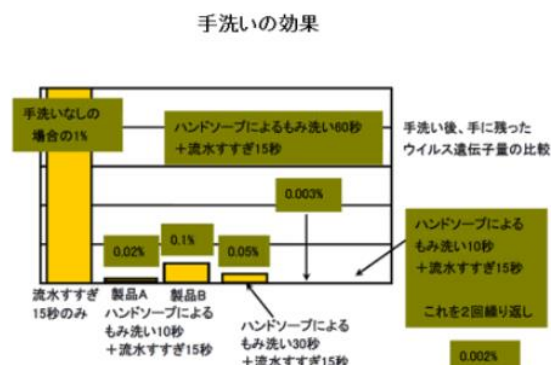 手洗いの効果
手洗いなしの
場合の1%
ハンドソープによるもみ洗い60秒
+流水すすぎ15秒
手洗い後、手に残った
ウイルス遺伝子量の比較
0.003%
ハンドソープによる
もみ洗い10秒
+流水すすぎ15秒
これを2回繰り返し
0.02%
0.1%
0.05%
流水すすぎ
15秒のみ
製品A
製品B
ハンドソープによる
もみ洗い10秒
+流水すすぎ15秒
ハンドソープによる
もみ洗い30秒
+流水すすぎ15秒
0.002%